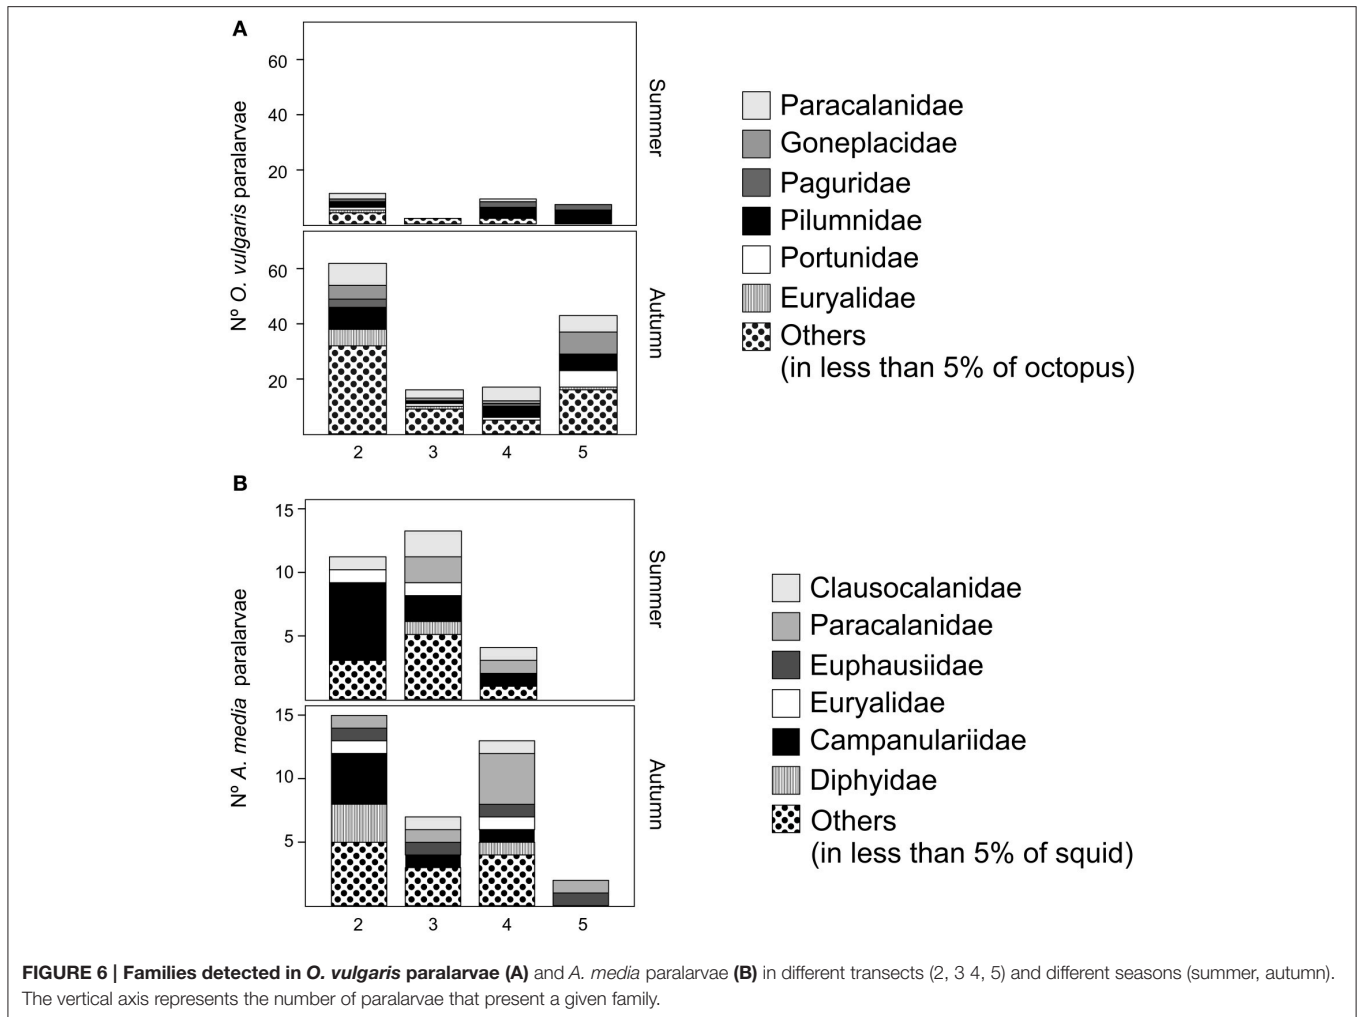 A
60
40
20
Summer
60
40
20
Autumn
Nº O. vulgaris paralarvae
2 3 4 5
Paracalanidae
Goneplacidae
Paguridae
Pilumnidae
Portunidae
Euryalidae
Others
(in less than 5% of octopus)
B
15
10
5
Summer
15
10
5
Autumn
Nº A. media paralarvae
2 3 4 5
Clausocalanidae
Paracalanidae
Euphausiidae
Euryalidae
Campanulariidae
Diphyidae
Others
(in less than 5% of squid)
FIGURE 6 | Families detected in O. vulgaris paralarvae (A) and A. media paralarvae (B) in different transects (2, 3 4, 5) and different seasons (summer, autumn).
The vertical axis represents the number of paralarvae that present a given family.